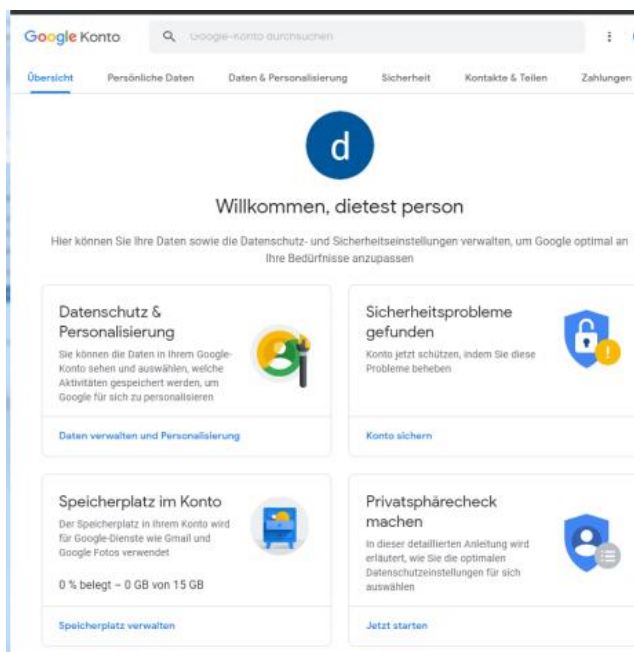 Google Konto
Google-Konto durchsuchen
Übersicht Persönliche Daten Daten & Personalisierung Sicherheit Kontakte & Teilen Zahlungen
d
Willkommen, dietest person
Hier können Sie Ihre Daten sowie die Datenschutz- und Sicherheitseinstellungen verwalten, um Google optimal an
Ihre Bedürfnisse anzupassen
Datenschutz &
Personalisierung
Sie können die Daten in Ihrem Google-
Konto sehen und auswählen, welche
Aktivitäten gespeichert werden, um
Google für sich zu personalisieren
Daten verwalten und Personalisierung
Sicherheitsprobleme
gefunden
Konto jetzt schützen, indem Sie diese
Probleme beheben
Konto sichern
Speicherplatz im Konto
Der Speicherplatz in Ihrem Konto wird
für Google-Dienste wie Gmail und
Google Fotos verwendet
0 % belegt – 0 GB von 15 GB
Speicherplatz verwalten
Privatsphärecheck
machen
In dieser detaillierten Anleitung wird
erläutert, wie Sie die optimalen
Datenschutzeinstellungen für sich
auswählen
Jetzt starten